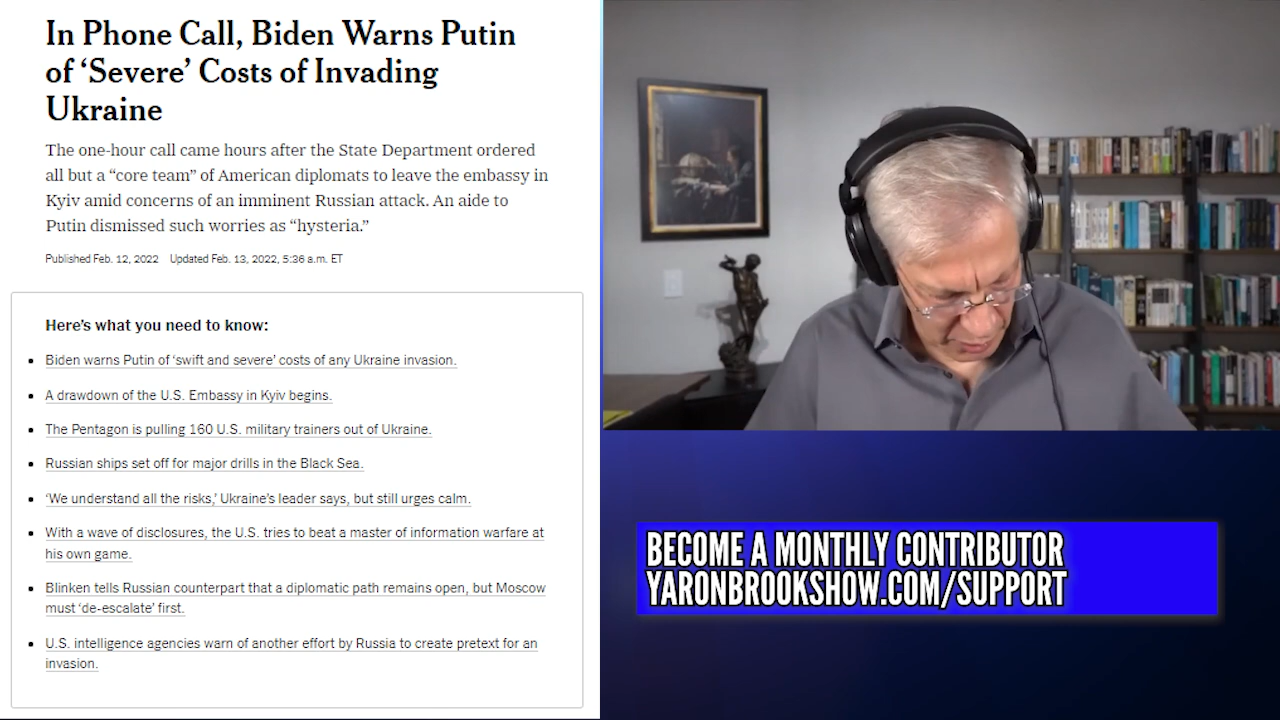 In Phone Call, Biden Warns Putin
of ‘Severe’ Costs of Invading
Ukraine
The one-hour call came hours after the State Department ordered
all but a “core team” of American diplomats to leave the embassy in
Kyiv amid concerns of an imminent Russian attack. An aide to
Putin dismissed such worries as “hysteria.”
Published Feb. 12, 2022 Updated Feb. 13, 2022, 5:36 a.m. ET
Here’s what you need to know:
Biden warns Putin of ‘swift and severe’ costs of any Ukraine invasion.
A drawdown of the U.S. Embassy in Kyiv begins.
The Pentagon is pulling 160 U.S. military trainers out of Ukraine.
Russian ships set off for major drills in the Black Sea.
‘We understand all the risks,’ Ukraine’s leader says, but still urges calm.
With a wave of disclosures, the U.S. tries to beat a master of information warfare at
his own game.
Blinken tells Russian counterpart that a diplomatic path remains open, but Moscow
must ‘de-escalate’ first.
U.S. intelligence agencies warn of another effort by Russia to create pretext for an
invasion.
BECOME A MONTHLY CONTRIBUTOR
YARONBROOKSHOW.COM/SUPPORT